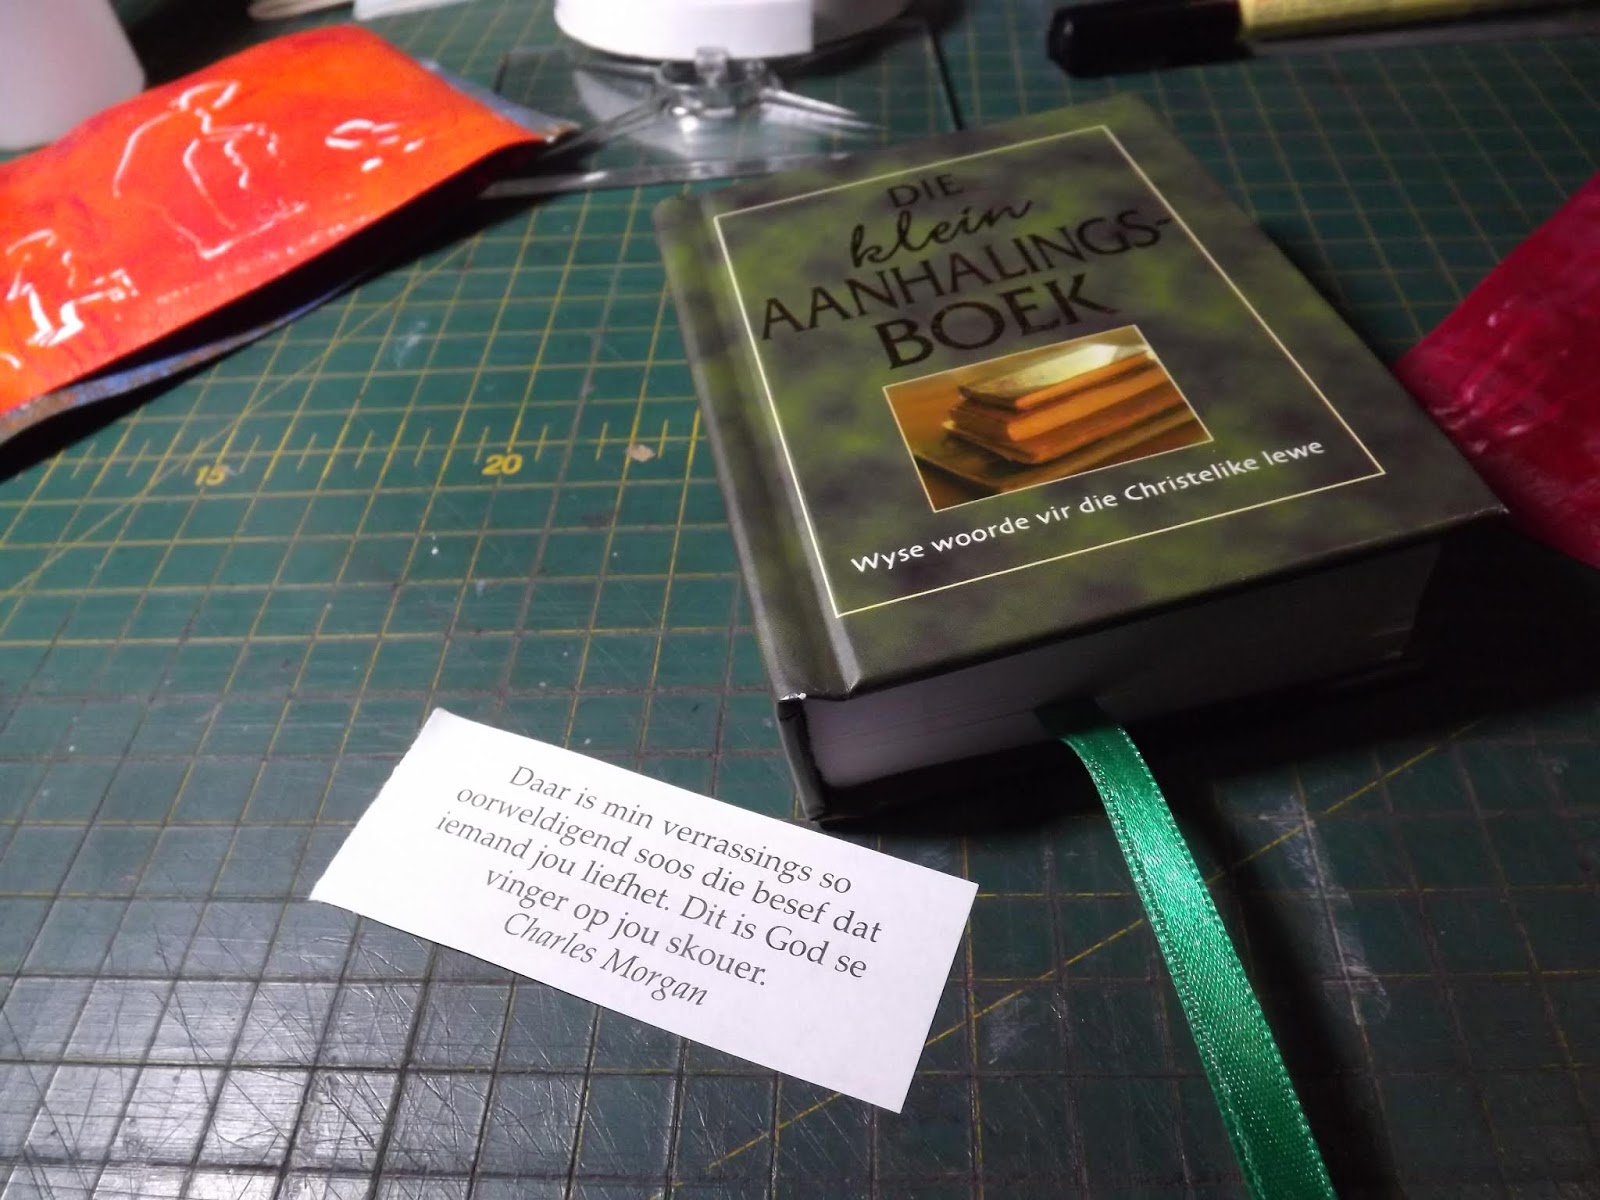 DIE
klein
AANHALINGS-
BOEK
Wyse woorde vir die Christelike lewe
15
20
Daar is min verrassings so
oorweldigend soos die besef dat
iemand jou liefhet. Dit is God se
vinger op jou skouer.
Charles Morgan